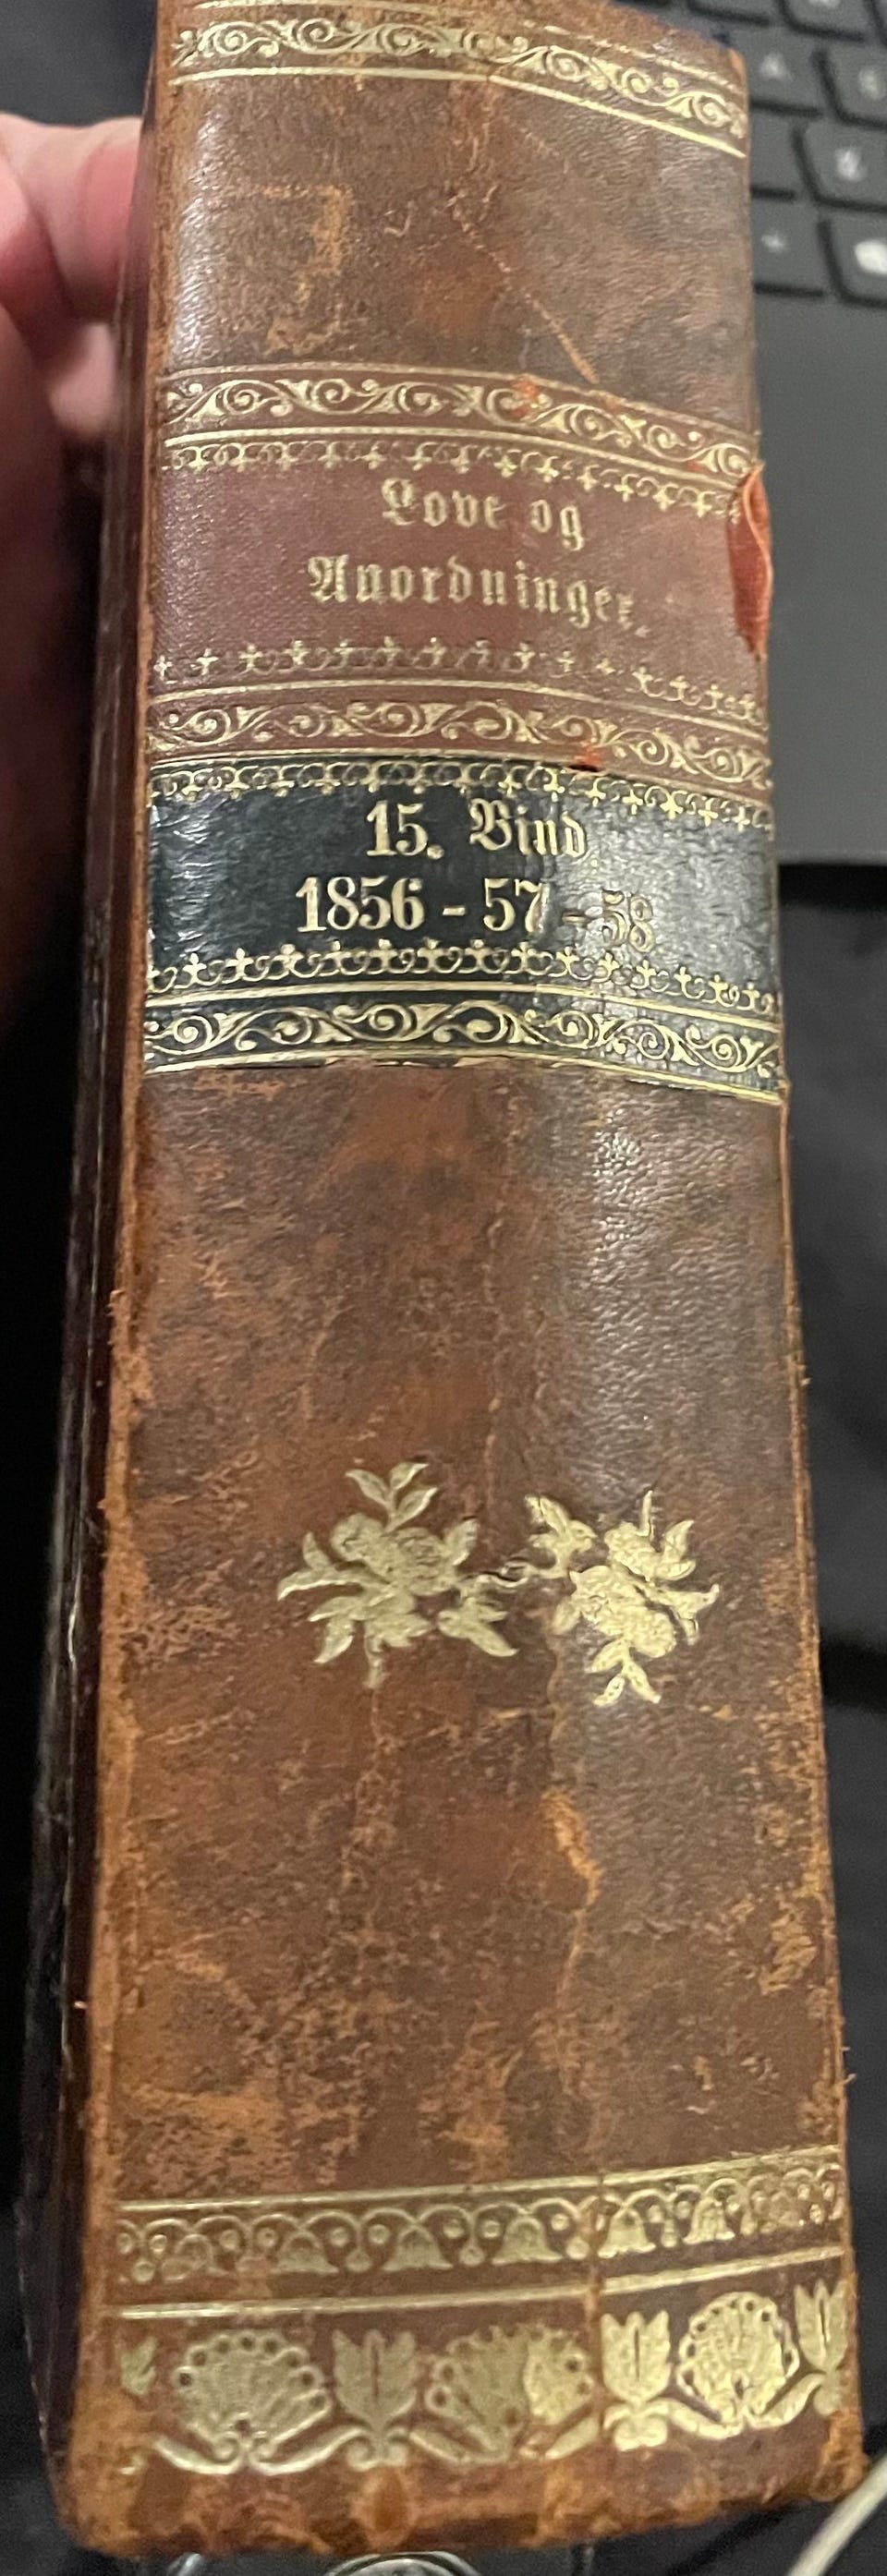 Love og
Anordninger.
15. Bind.
1856 - 57 - 58.